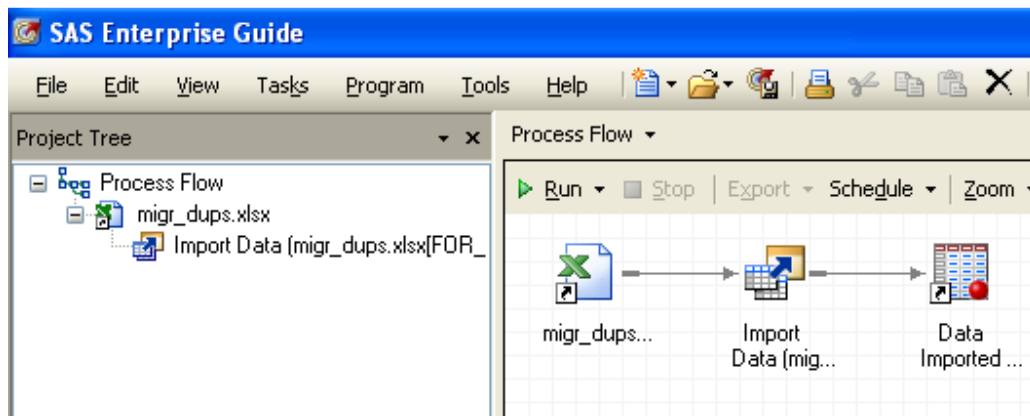 SAS Enterprise Guide
File Edit View Tasks Program Tools Help
Project Tree
Process Flow
Process Flow
migr_dups.xlsx
Import Data (migr_dups.xlsx[FOR_
Run Stop Export Schedule Zoom
migr_dups...
Import
Data (mig...
Data
Imported ...